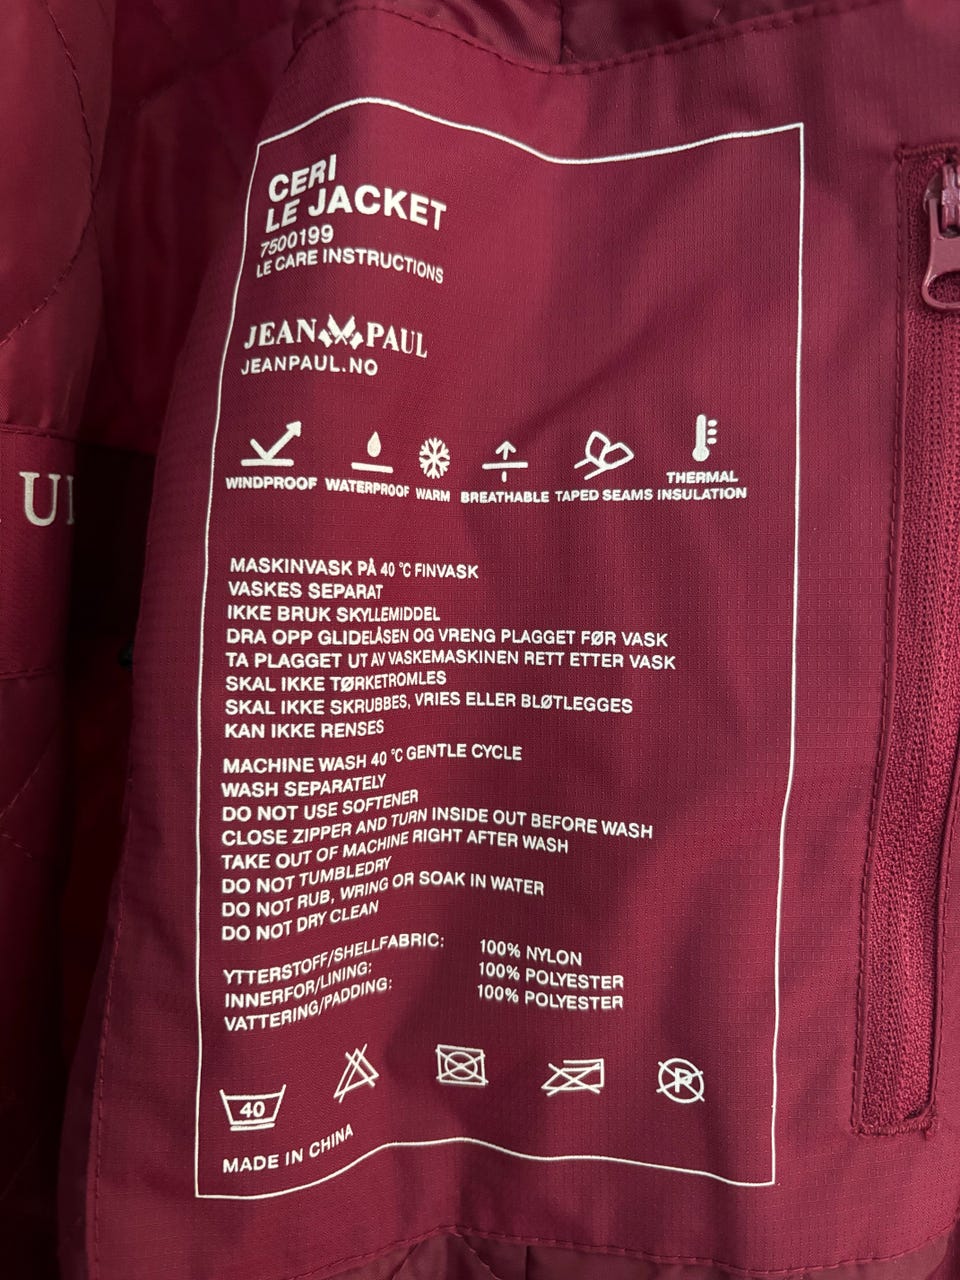 CERI
LE JACKET
7500199
LE CARE INSTRUCTIONS
JEAN PAUL
JEANPAUL.NO
WINDPROOF WATERPROOF WARM BREATHABLE TAPED SEAMS THERMAL INSULATION
MASKINVASK PÅ 40 °C FINVASK
VASKES SEPARAT
IKKE BRUK SKYLLEMIDDEL
DRA OPP GLIDELÅSEN OG VRENG PLAGGET FØR VASK
TA PLAGGET UT AV VASKEMASKINEN RETT ETTER VASK
SKAL IKKE TØRKETROMLES
SKAL IKKE SKRUBBES, VRIES ELLER BLØTLEGGES
KAN IKKE RENSES
MACHINE WASH 40 °C GENTLE CYCLE
WASH SEPARATELY
DO NOT USE SOFTENER
CLOSE ZIPPER AND TURN INSIDE OUT BEFORE WASH
TAKE OUT OF MACHINE RIGHT AFTER WASH
DO NOT TUMBLEDRY
DO NOT RUB, WRING OR SOAK IN WATER
DO NOT DRY CLEAN
YTTERSTOFF/SHELLFABRIC: 100% NYLON
INNERFOR/LINING: 100% POLYESTER
VATTERING/PADDING: 100% POLYESTER
40
P
MADE IN CHINA